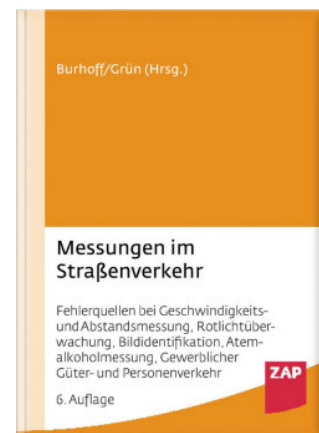 Burhoff/Grün (Hrsg.)
Messungen im
Straßenverkehr
Fehlerquellen bei Geschwindigkeits-
und Abstandsmessung, Rotlichtüber-
wachung, Bildidentifikation, Atem-
alkoholmessung, Gewerblicher
Güter- und Personenverkehr
ZAP
6. Auflage